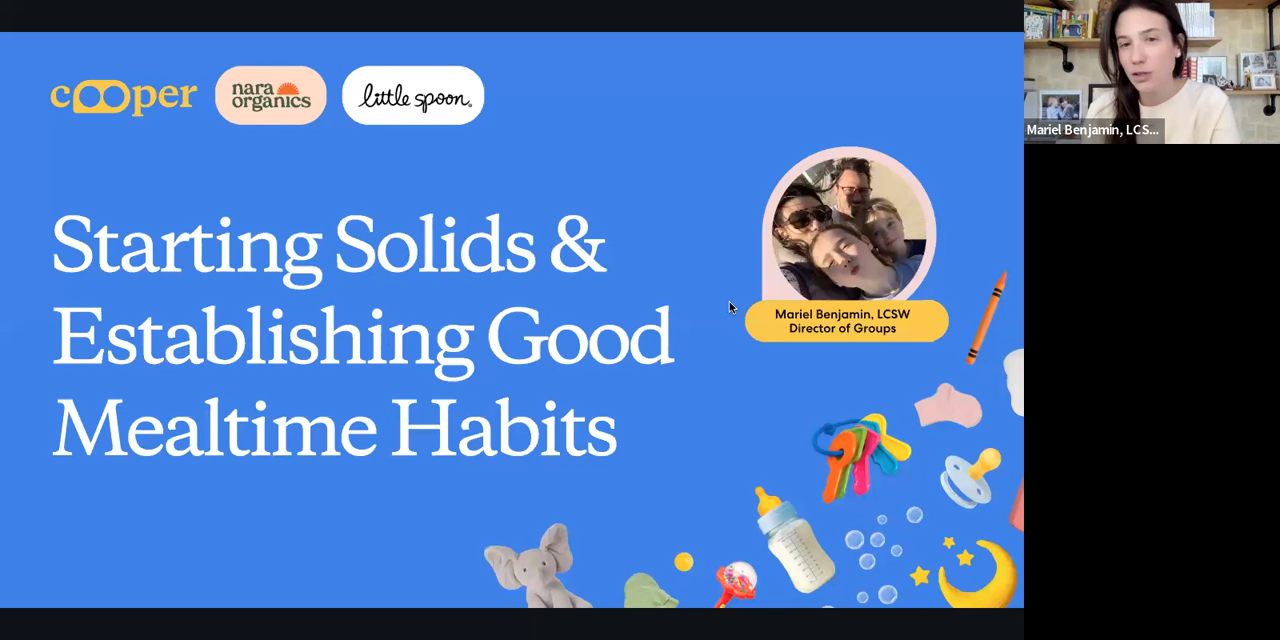 cooper
nara
organics
little spoon
Mariel Benjamin, LCS...
Starting Solids &
Establishing Good
Mealtime Habits
Mariel Benjamin, LCSW
Director of Groups